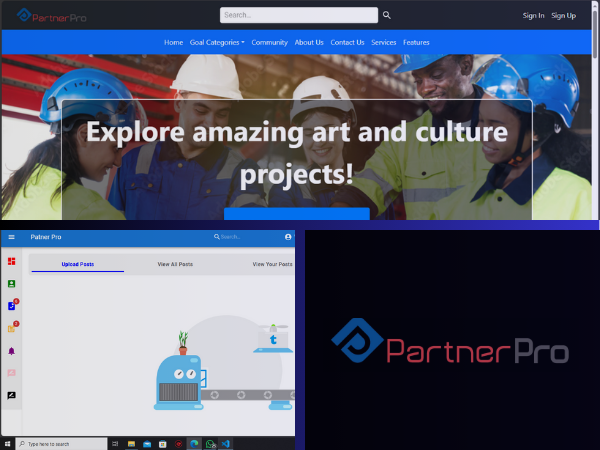 PartnerPro
Search...
Sign In Sign Up
Home Goal Categories Community About Us Contact Us Services Features
Explore amazing art and culture
projects!
Patner Pro
Search...
Upload Posts View All Posts View Your Posts
t
Type here to search
PartnerPro